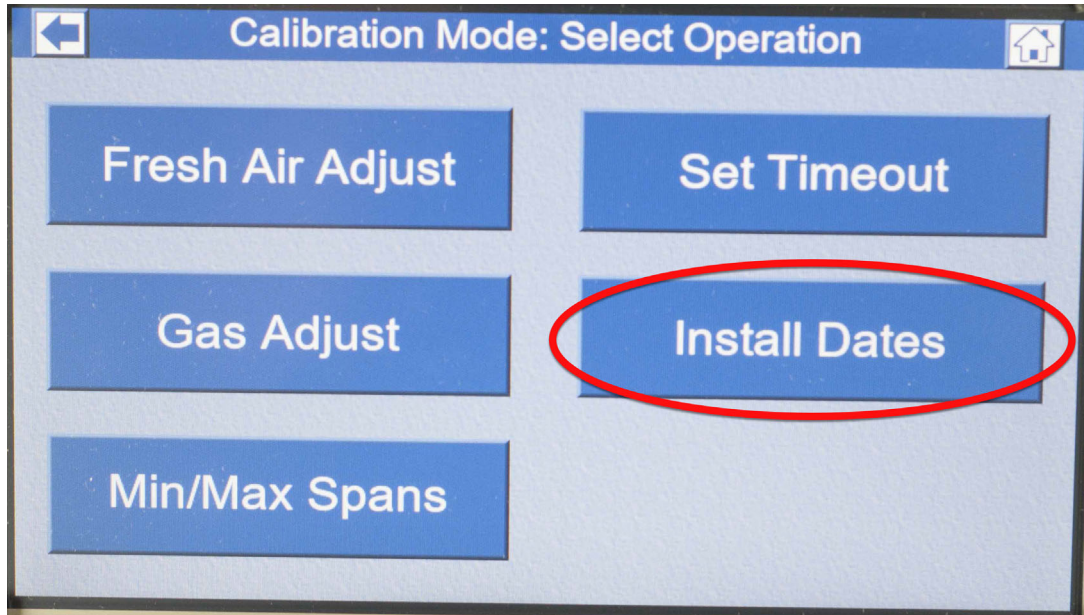 Calibration Mode: Select Operation
Fresh Air Adjust
Set Timeout
Gas Adjust
Install Dates
Min/Max Spans